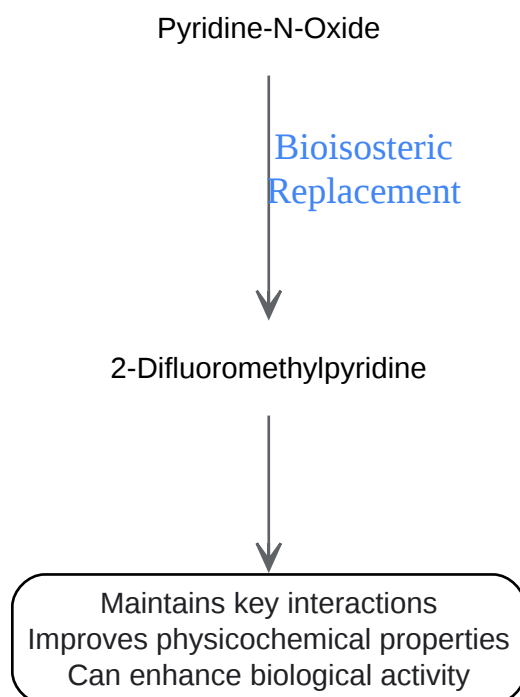 Pyridine-N-Oxide
Bioisosteric
Replacement
2-Difluoromethylpyridine
Maintains key interactions
Improves physicochemical properties
Can enhance biological activity